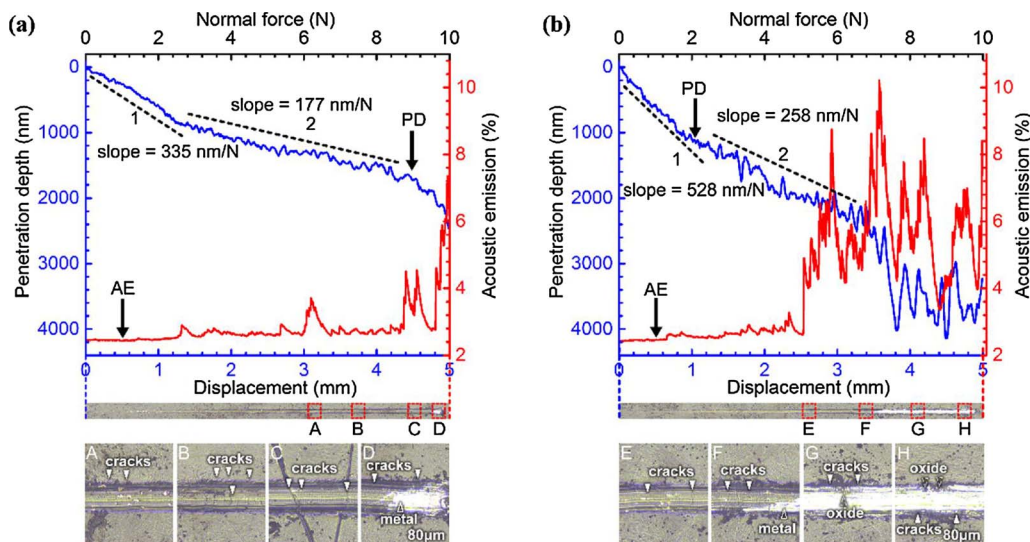 (a)
Normal force (N)
0 2 4 6 8 10
Penetration depth (nm)
0
1000
2000
3000
4000
slope = 177 nm/N
2
PD
1
slope = 335 nm/N
AE
10
8
6
4
2
Acoustic emission (%)
0 1 2 3 4 5
Displacement (mm)
A B C D
A cracks
B cracks
C cracks
D cracks
metal
80μm
(b)
Normal force (N)
0 2 4 6 8 10
Penetration depth (nm)
0
1000
2000
3000
4000
PD
slope = 258 nm/N
2
1
slope = 528 nm/N
AE
10
8
6
4
2
Acoustic emission (%)
0 1 2 3 4 5
Displacement (mm)
E F G H
E cracks
F cracks
metal
G cracks
oxide
H oxide
cracks
80μm